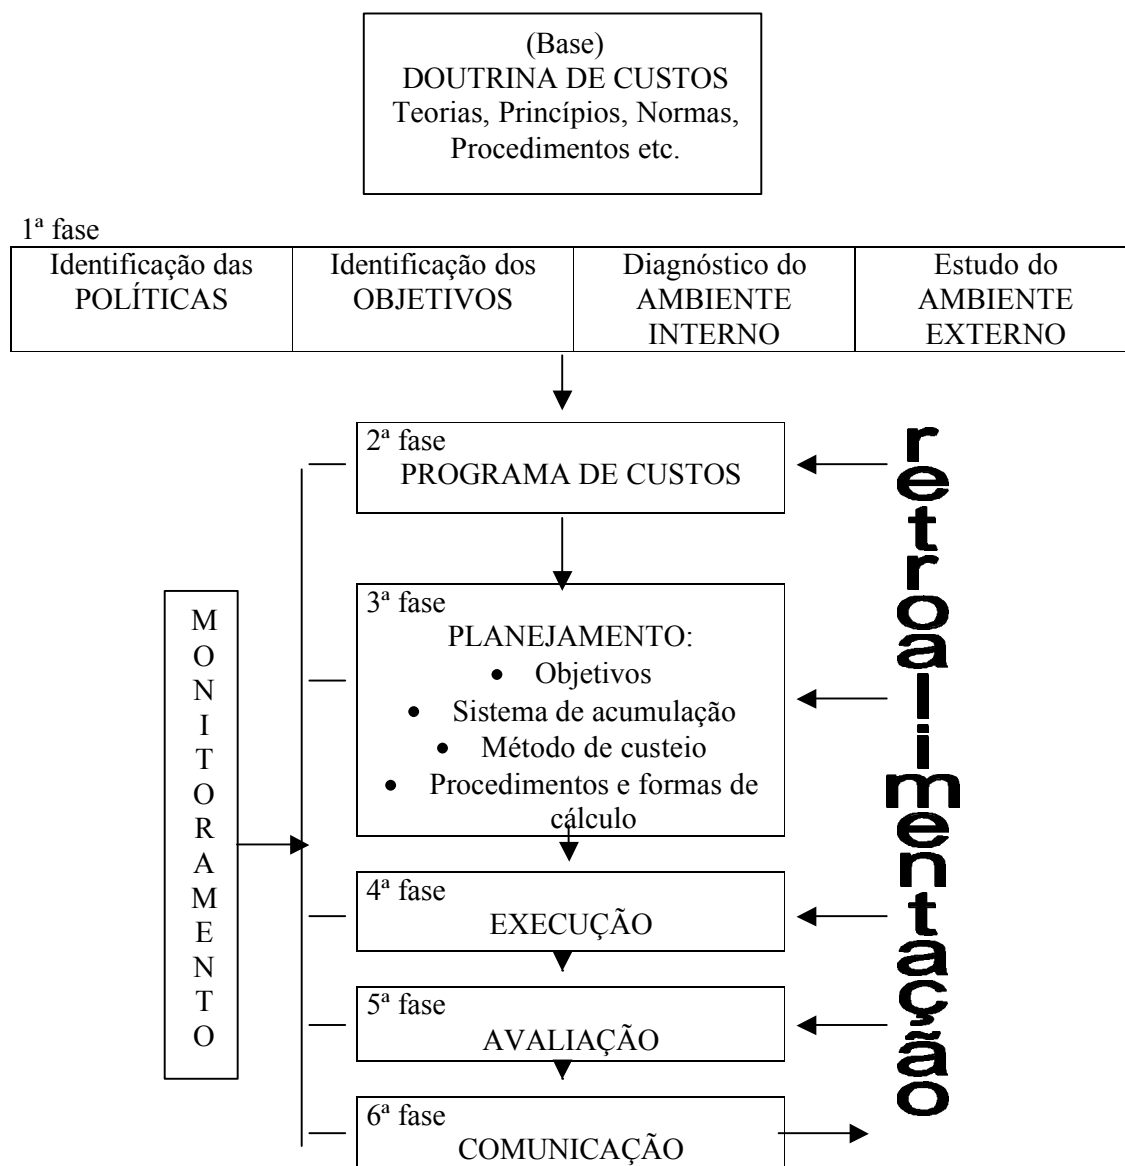 (Base)
DOUTRINA DE CUSTOS
Teorias, Princípios, Normas,
Procedimentos etc.
1ª fase
Identificação das
POLÍTICAS
Identificação dos
OBJETIVOS
Diagnóstico do
AMBIENTE
INTERNO
Estudo do
AMBIENTE
EXTERNO
2ª fase
PROGRAMA DE CUSTOS
3ª fase
PLANEJAMENTO:
• Objetivos
• Sistema de acumulação
• Método de custeio
• Procedimentos e formas de
cálculo
4ª fase
EXECUÇÃO
5ª fase
AVALIAÇÃO
6ª fase
COMUNICAÇÃO
MONITORAMENTO
retroalimentação